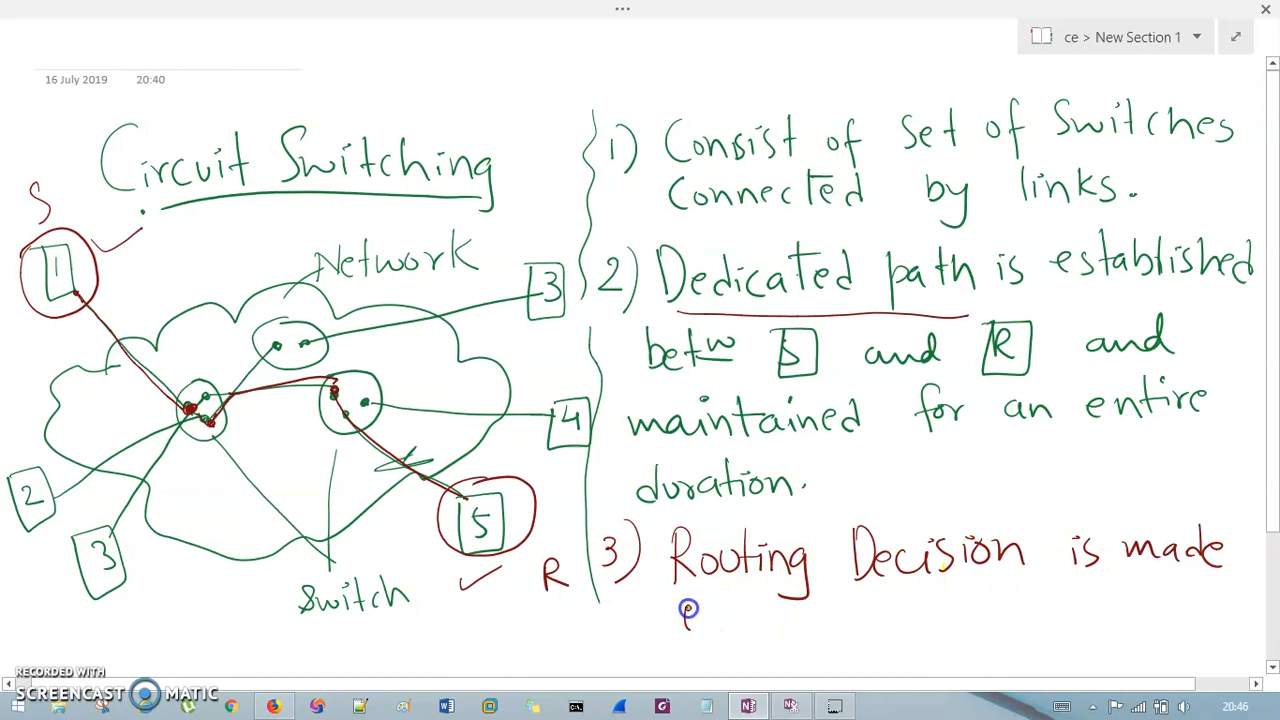 ce > New Section 1
16 July 2019 20:40
Circuit Switching
S
1
Network
3
4
2
3
5
R
Switch
1) Consist of Set of Switches
Connected by links.
2) Dedicated path is established
betw S and R and
maintained for an entire
duration.
3) Routing Decision is made
RECORDED WITH
SCREENCAST MATIC
20:46